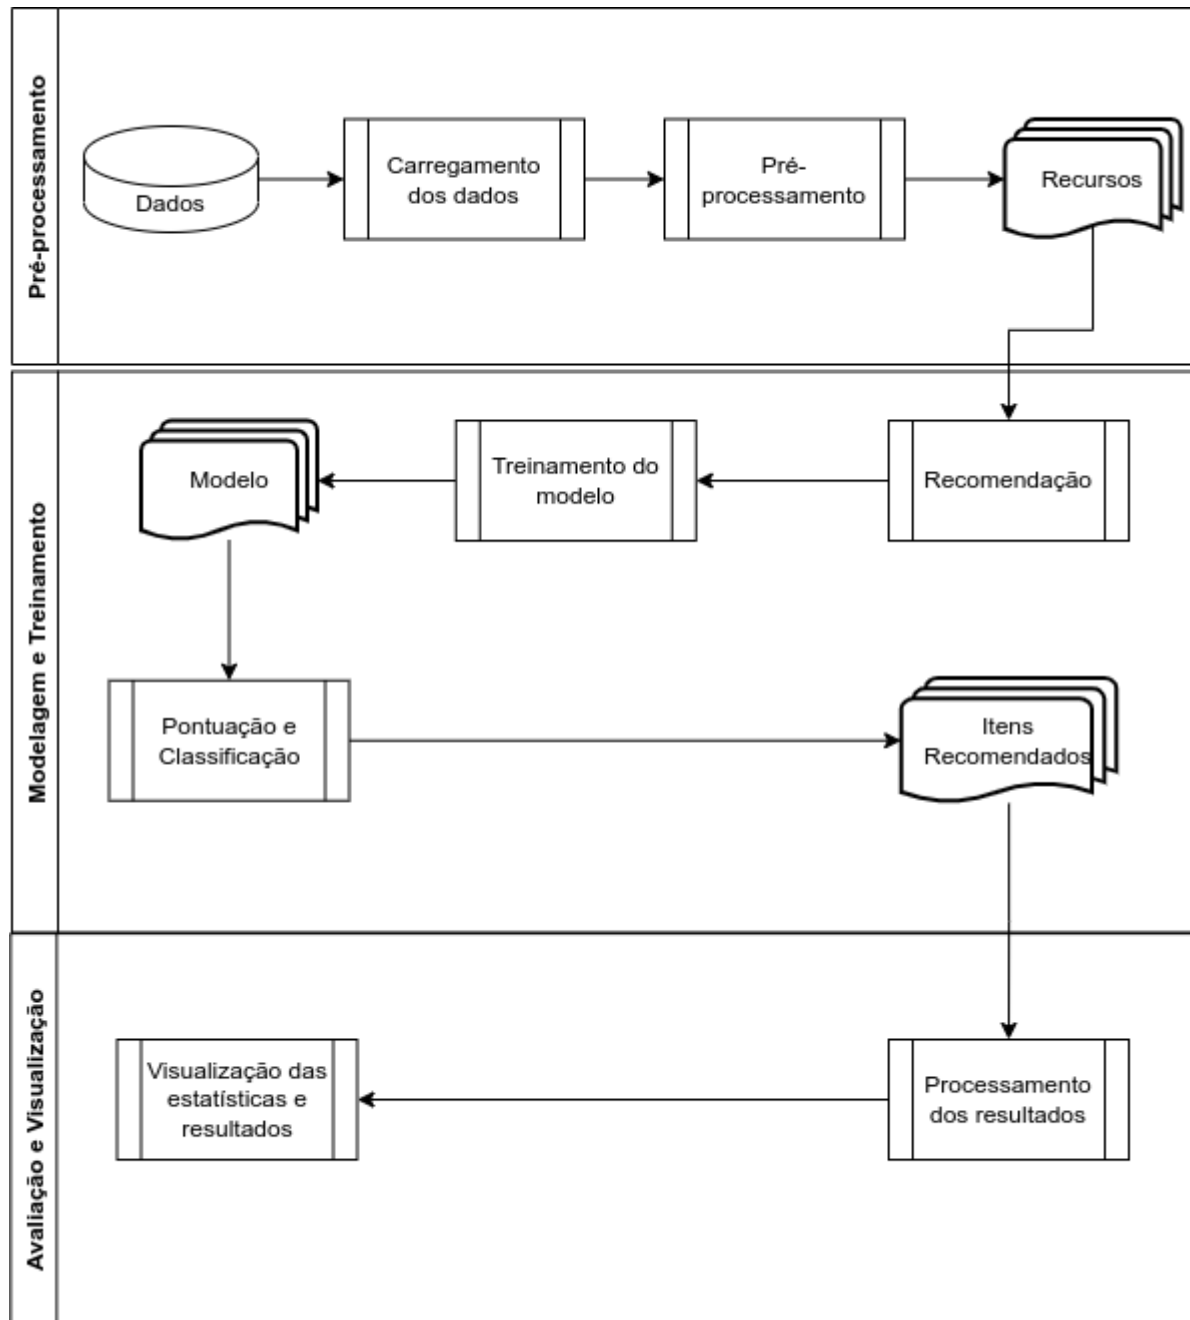 Pré-processamento
Dados
Carregamento
dos dados
Pré-
processamento
Recursos
Modelagem e Treinamento
Modelo
Treinamento do
modelo
Recomendação
Pontuação e
Classificação
Itens
Recomendados
Avaliação e Visualização
Visualização das
estatísticas e
resultados
Processamento
dos resultados